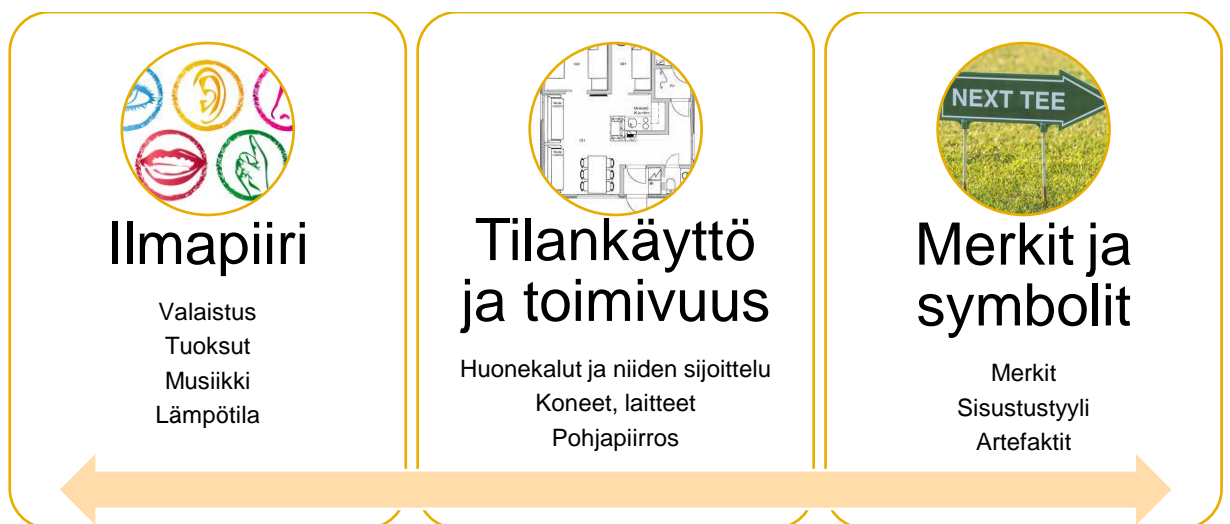 Ilmapiiri
Valaistus
Tuoksut
Musiikki
Lämpötila
Tilankäyttö
ja toimivuus
Huonekalut ja niiden sijoittelu
Koneet, laitteet
Pohjapiirros
NEXT TEE
Merkit ja
symbolit
Merkit
Sisustustyyli
Artefaktit